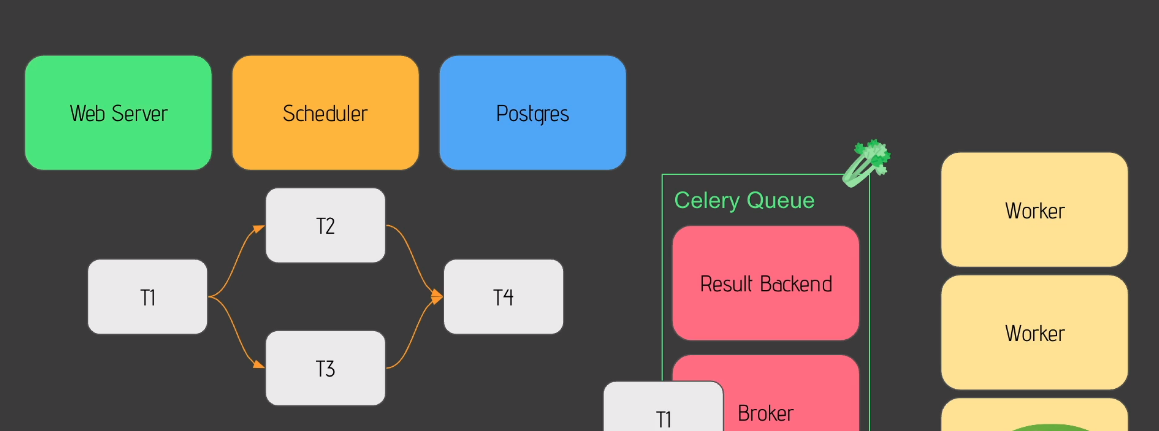 Web Server
Scheduler
Postgres
T1
T2
T3
T4
Celery Queue
Result Backend
Broker
T1
Worker
Worker